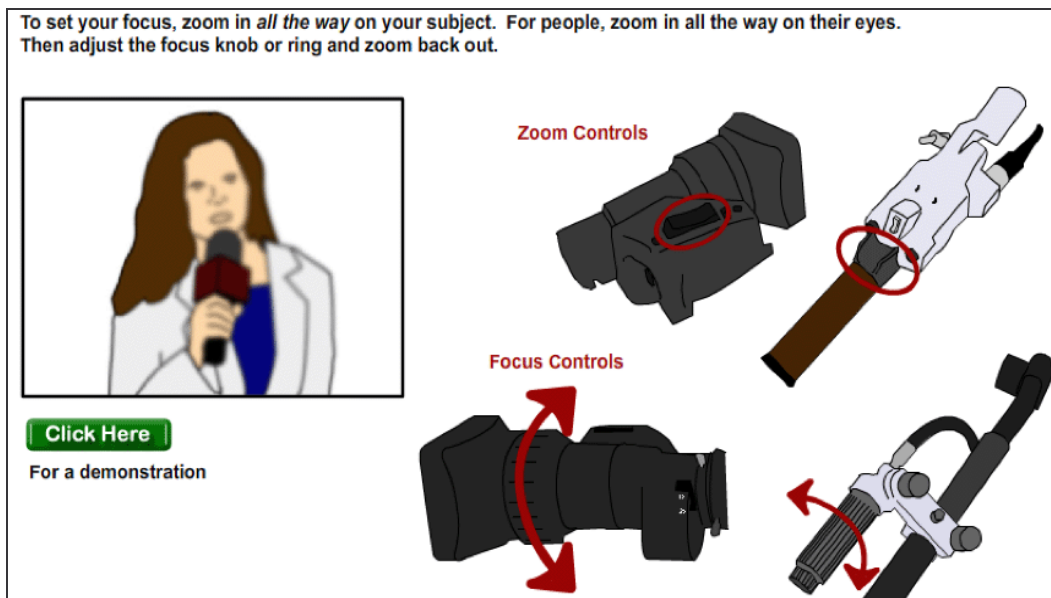 To set your focus, zoom in all the way on your subject.  For people, zoom in all the way on their eyes.
Then adjust the focus knob or ring and zoom back out.
Zoom Controls
Focus Controls
Click Here
For a demonstration